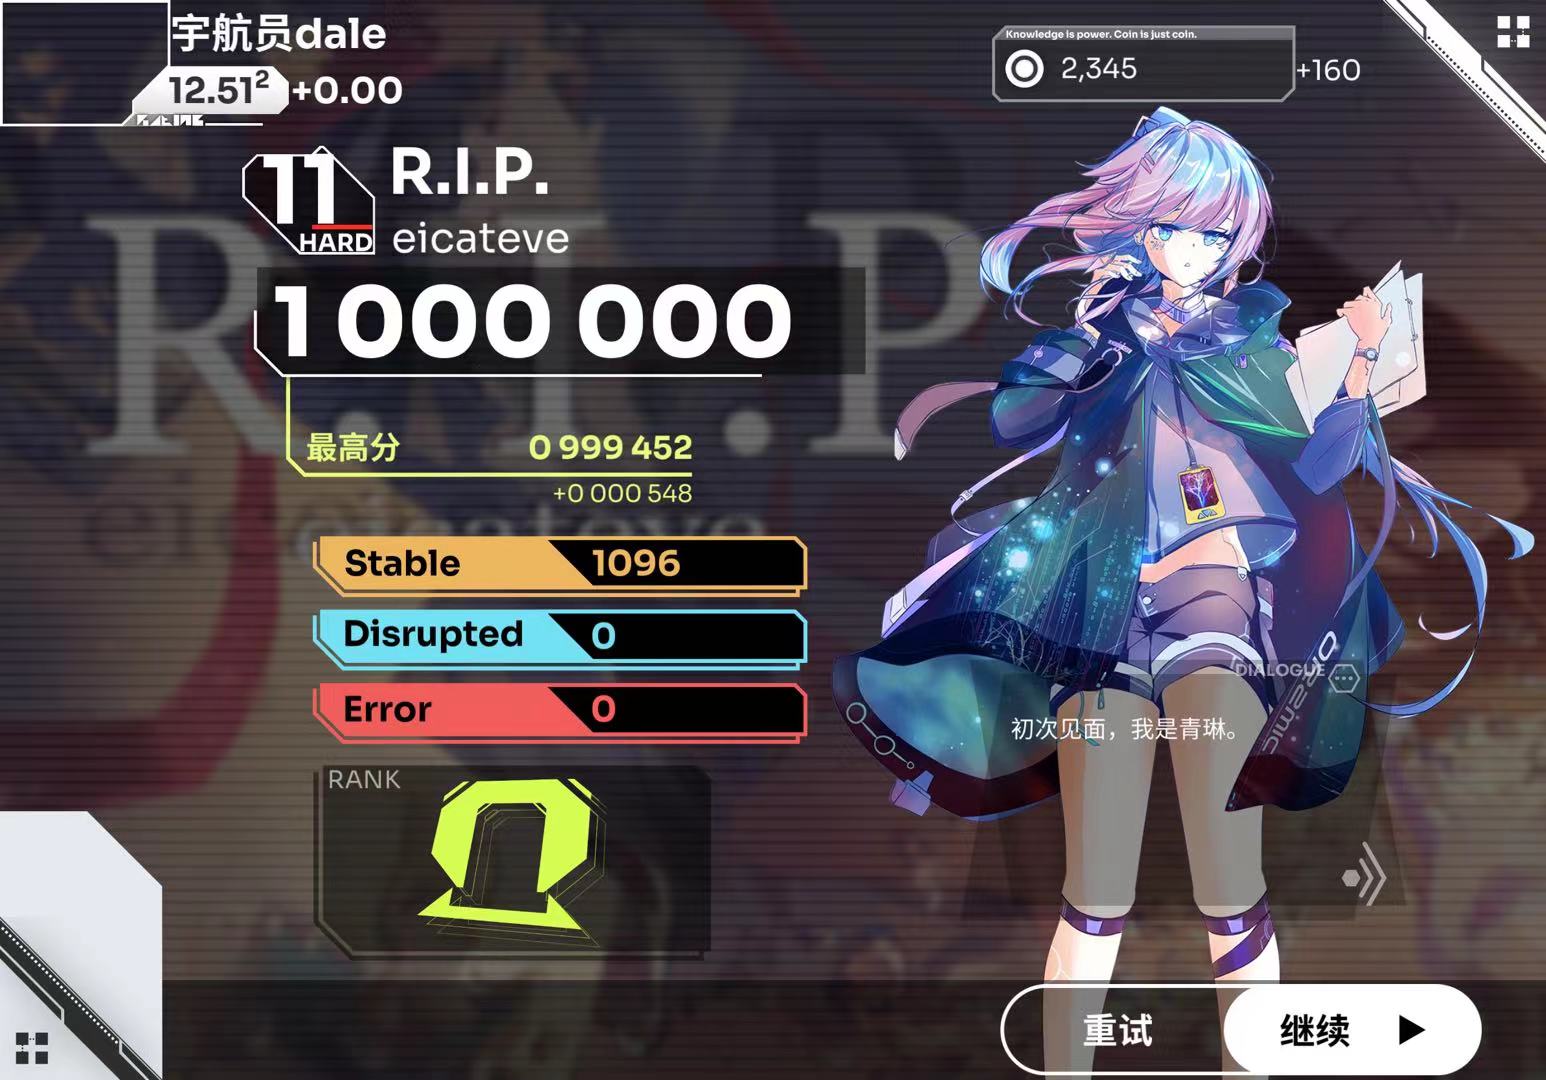 宇航员dale
12.51² +0.00
Knowledge is power. Coin is just coin.
2,345 +160
11
HARD
R.I.P.
eicateve
1 000 000
最高分 0 999 452
+0 000 548
Stable 1096
Disrupted 0
Error 0
RANK
Ω
DIALOGUE
初次见面，我是青琳。
重试
继续
R.I.P